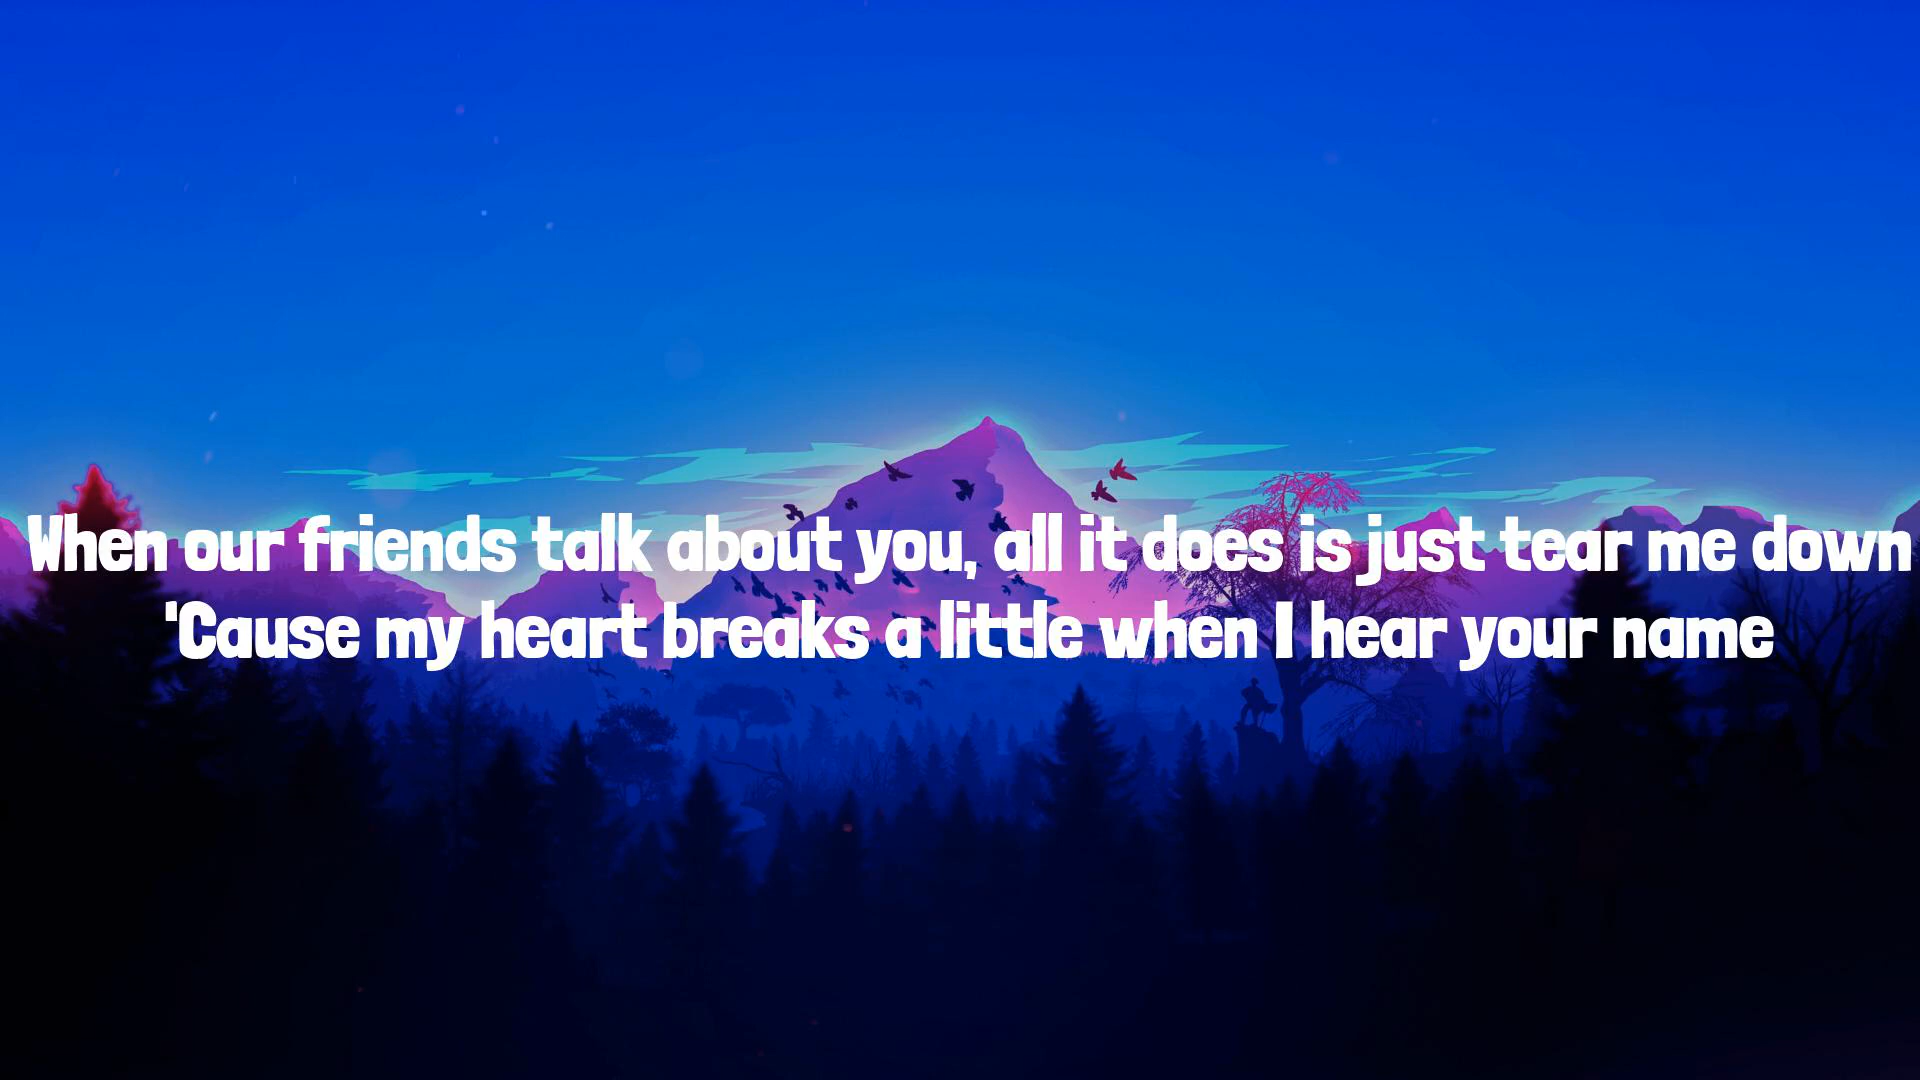 When our friends talk about you, all it does is just tear me down
'Cause my heart breaks a little when I hear your name